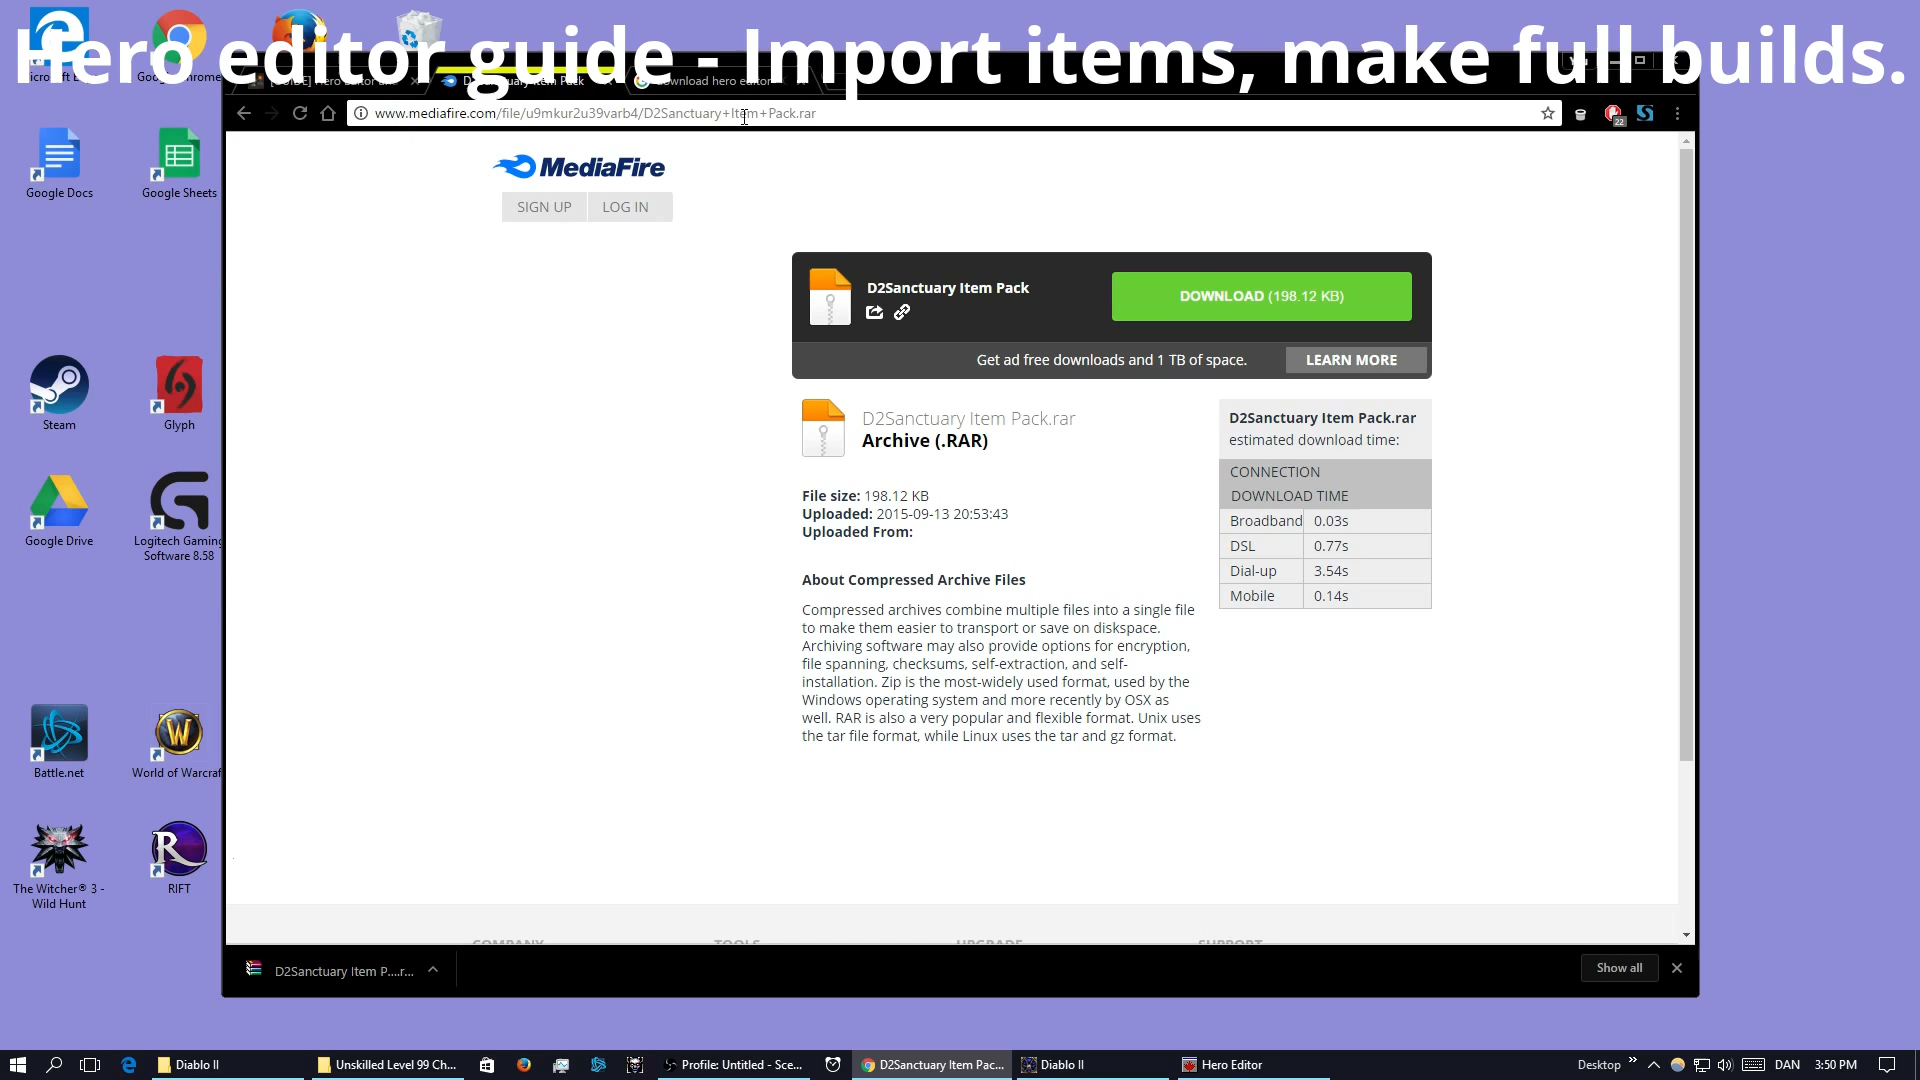 Hero editor guide - Import items, make full builds.
D2Sanctuary Item Pack
Download hero editor
www.mediafire.com/file/u9mkur2u39varb4/D2Sanctuary+Item+Pack.rar
22
MediaFire
SIGN UP
LOG IN
D2Sanctuary Item Pack
DOWNLOAD (198.12 KB)
Get ad free downloads and 1 TB of space.
LEARN MORE
D2Sanctuary Item Pack.rar
Archive (.RAR)
File size: 198.12 KB
Uploaded: 2015-09-13 20:53:43
Uploaded From:
About Compressed Archive Files
Compressed archives combine multiple files into a single file
to make them easier to transport or save on diskspace.
Archiving software may also provide options for encryption,
file spanning, checksums, self-extraction, and self-
installation. Zip is the most-widely used format, used by the
Windows operating system and more recently by OSX as
well. RAR is also a very popular and flexible format. Unix uses
the tar file format, while Linux uses the tar and gz format.
D2Sanctuary Item Pack.rar
estimated download time:
CONNECTION
DOWNLOAD TIME
Broadband 0.03s
DSL 0.77s
Dial-up 3.54s
Mobile 0.14s
COMPANY
TOOLS
UPGRADE
SUPPORT
D2Sanctuary Item P....r...
Show all
Google Docs
Google Sheets
Steam
Glyph
Google Drive
Logitech Gaming
Software 8.58
Battle.net
World of Warcraf
The Witcher® 3 -
Wild Hunt
RIFT
Diablo II
Unskilled Level 99 Ch...
Profile: Untitled - Sce...
D2Sanctuary Item Pac...
Diablo II
Hero Editor
Desktop
DAN
3:50 PM